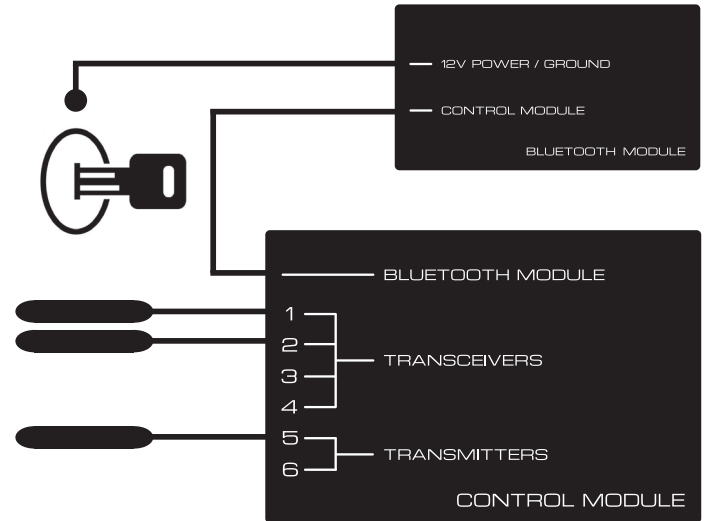 12V POWER / GROUND
CONTROL MODULE
BLUETOOTH MODULE
BLUETOOTH MODULE
1
2
TRANSCEIVERS
3
4
5
TRANSMITTERS
6
CONTROL MODULE